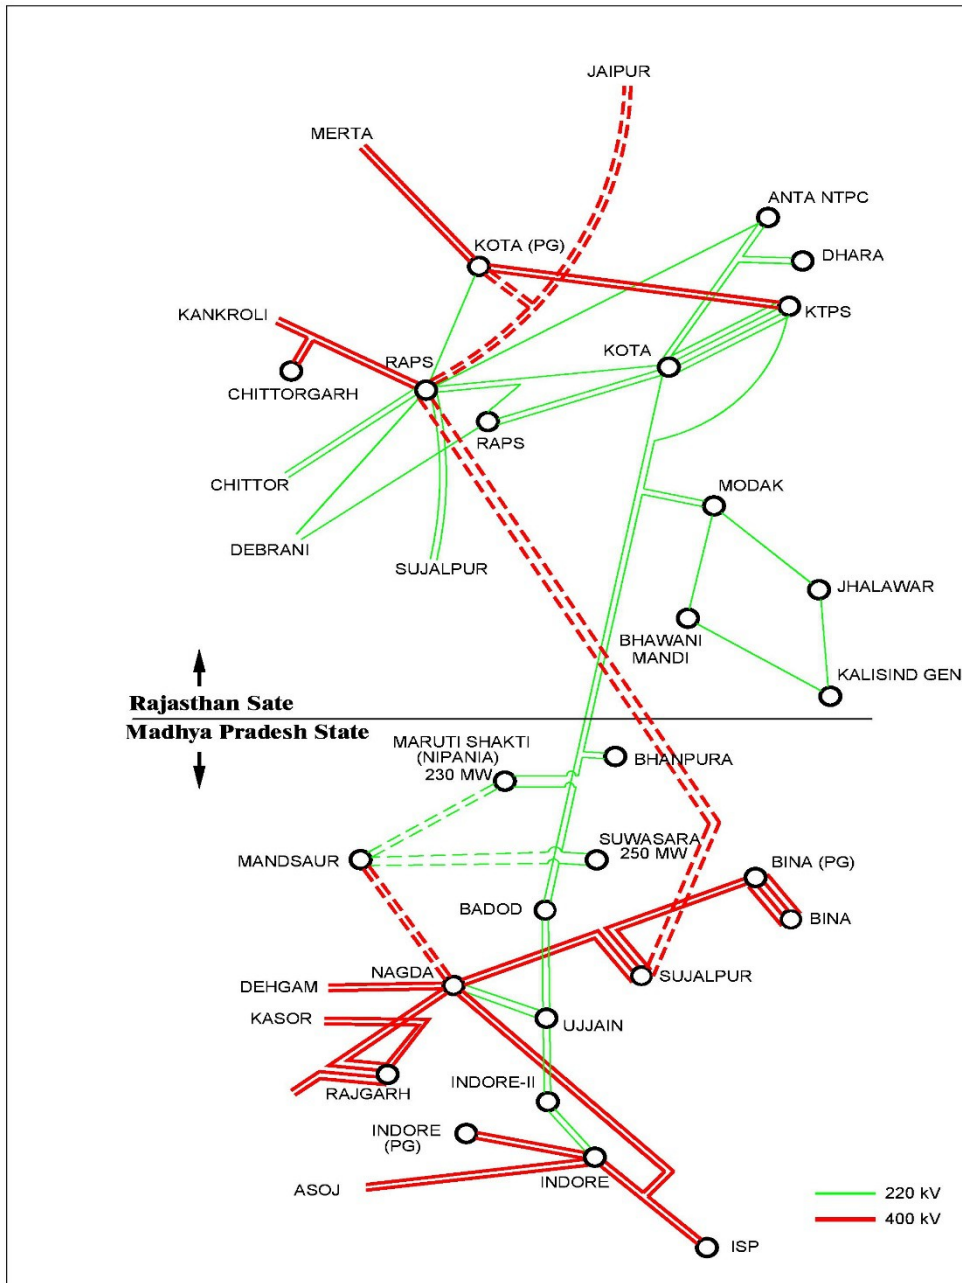 JAIPUR
MERTA
ANTA NTPC
KOTA (PG)
DHARA
KANKROLI
KTPS
RAPS
KOTA
CHITTORGARH
RAPS
CHITTOR
MODAK
DEBRANI
SUJALPUR
JHALAWAR
BHAWANI
MANDI
KALISIND GEN
Rajasthan Sate
Madhya Pradesh State
MARUTI SHAKTI
(NIPANIA)
230 MW
BHANPURA
SUWASARA
250 MW
MANDSAUR
BINA (PG)
BADOD
BINA
NAGDA
SUJALPUR
DEHGAM
KASOR
UJJAIN
RAJGARH
INDORE-II
INDORE
(PG)
INDORE
ASOJ
220 kV
400 kV
ISP